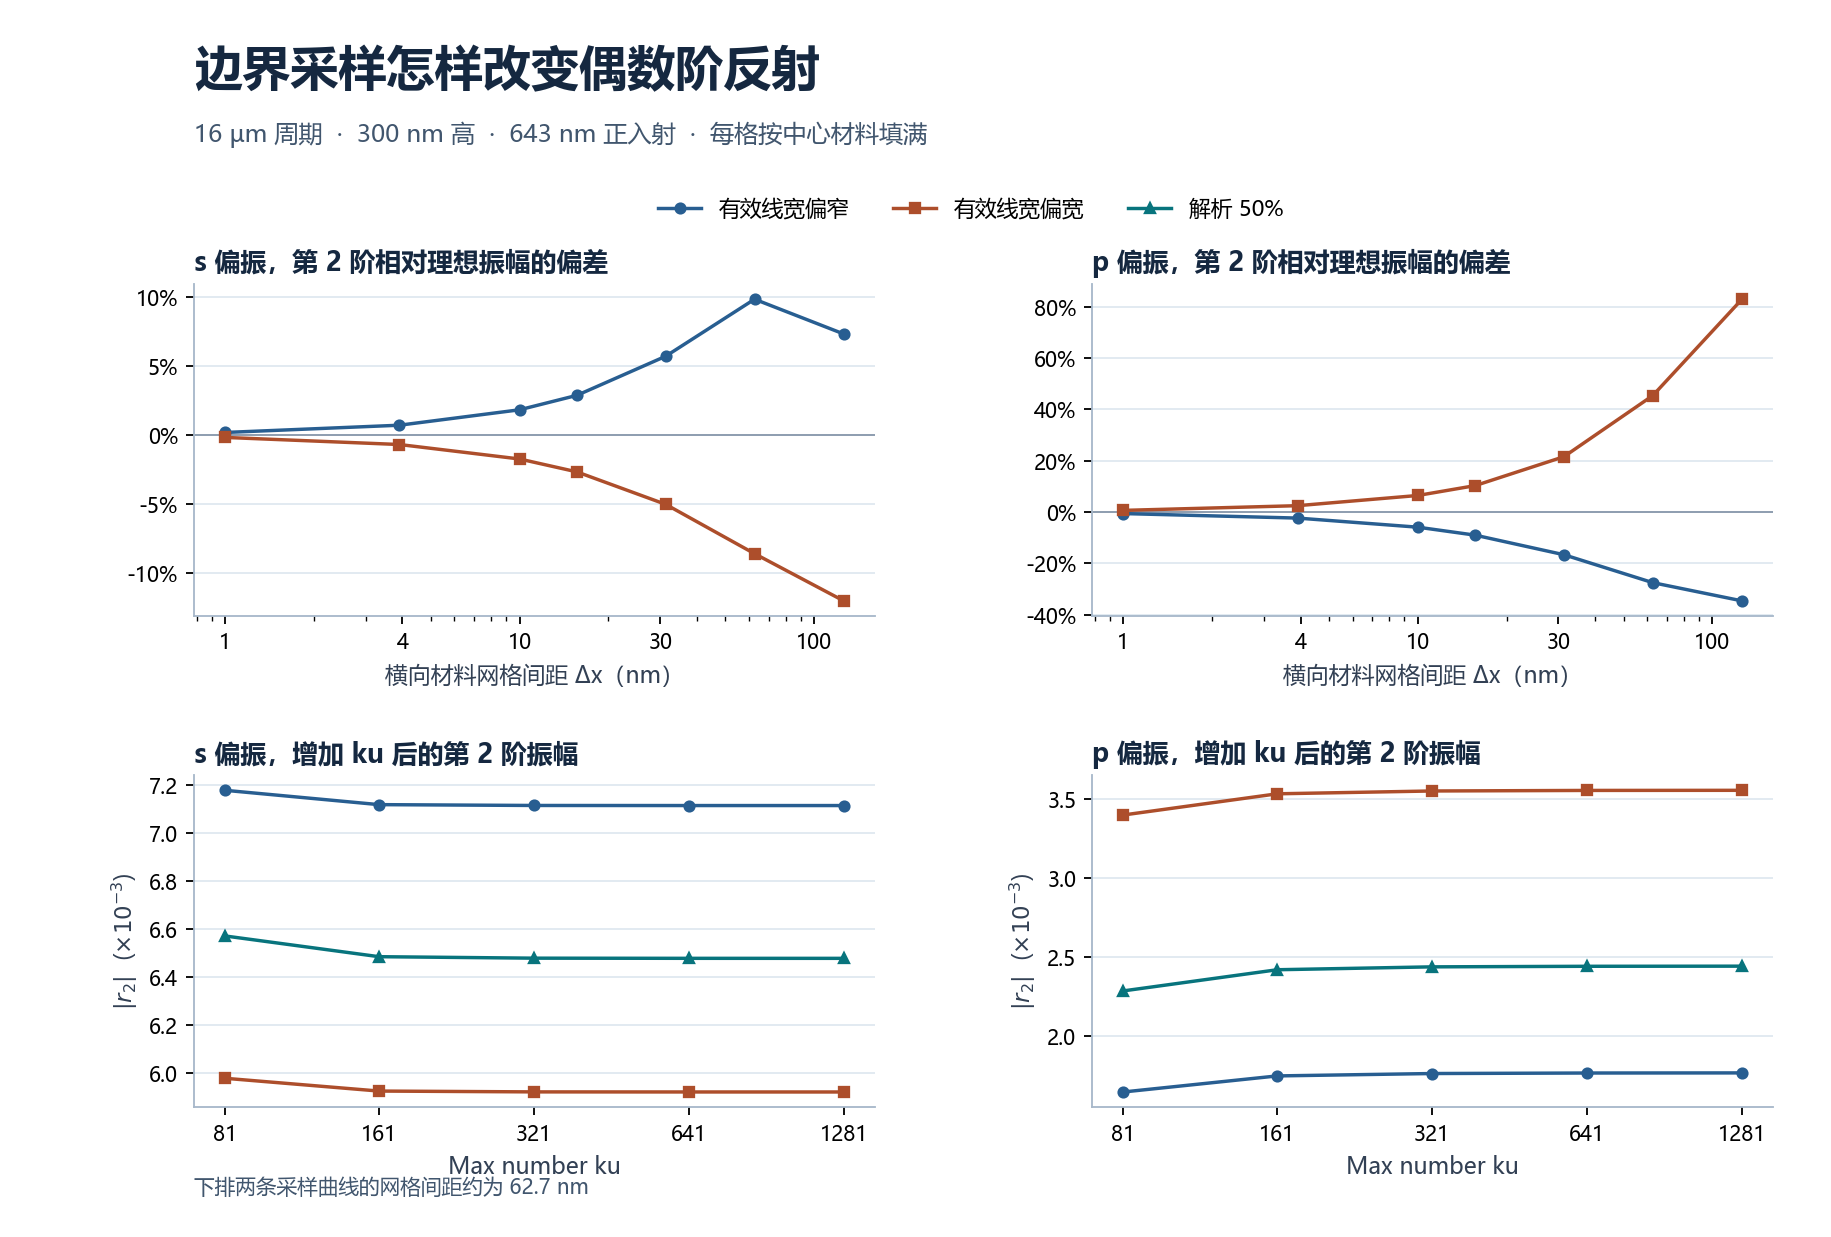 边界采样怎样改变偶数阶反射
16 µm 周期 · 300 nm 高 · 643 nm 正入射 · 每格按中心材料填满
有效线宽偏窄 有效线宽偏宽 解析 50%
s 偏振，第 2 阶相对理想振幅的偏差
10%
5%
0%
-5%
-10%
1 4 10 30 100
横向材料网格间距 Δx（nm）
p 偏振，第 2 阶相对理想振幅的偏差
80%
60%
40%
20%
0%
-20%
-40%
1 4 10 30 100
横向材料网格间距 Δx（nm）
s 偏振，增加 ku 后的第 2 阶振幅
|r₂|（×10⁻³）
7.2
7.0
6.8
6.6
6.4
6.2
6.0
81 161 321 641 1281
Max number ku
p 偏振，增加 ku 后的第 2 阶振幅
|r₂|（×10⁻³）
3.5
3.0
2.5
2.0
81 161 321 641 1281
Max number ku
下排两条采样曲线的网格间距约为 62.7 nm